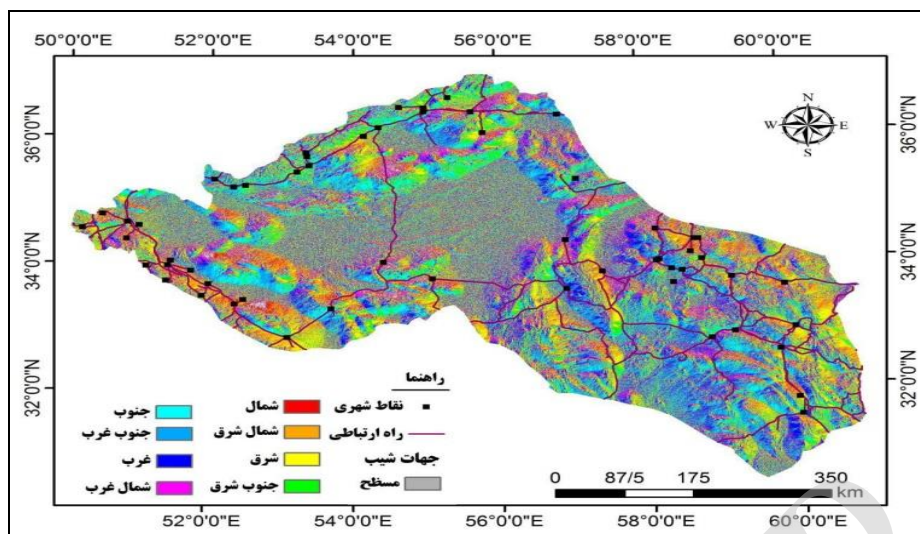 50°0'0"E 52°0'0"E 54°0'0"E 56°0'0"E 58°0'0"E 60°0'0"E
36°0'0"N
34°0'0"N
32°0'0"N
N
W E
S
36°0'0"N
34°0'0"N
32°0'0"N
راهنما
نقاط شهری
راه ارتباطی
جهات شیب
مسطح
شمال
شمال شرق
شرق
جنوب شرق
جنوب
جنوب غرب
غرب
شمال غرب
0 87/5 175 350
km
52°0'0"E 54°0'0"E 56°0'0"E 58°0'0"E 60°0'0"E